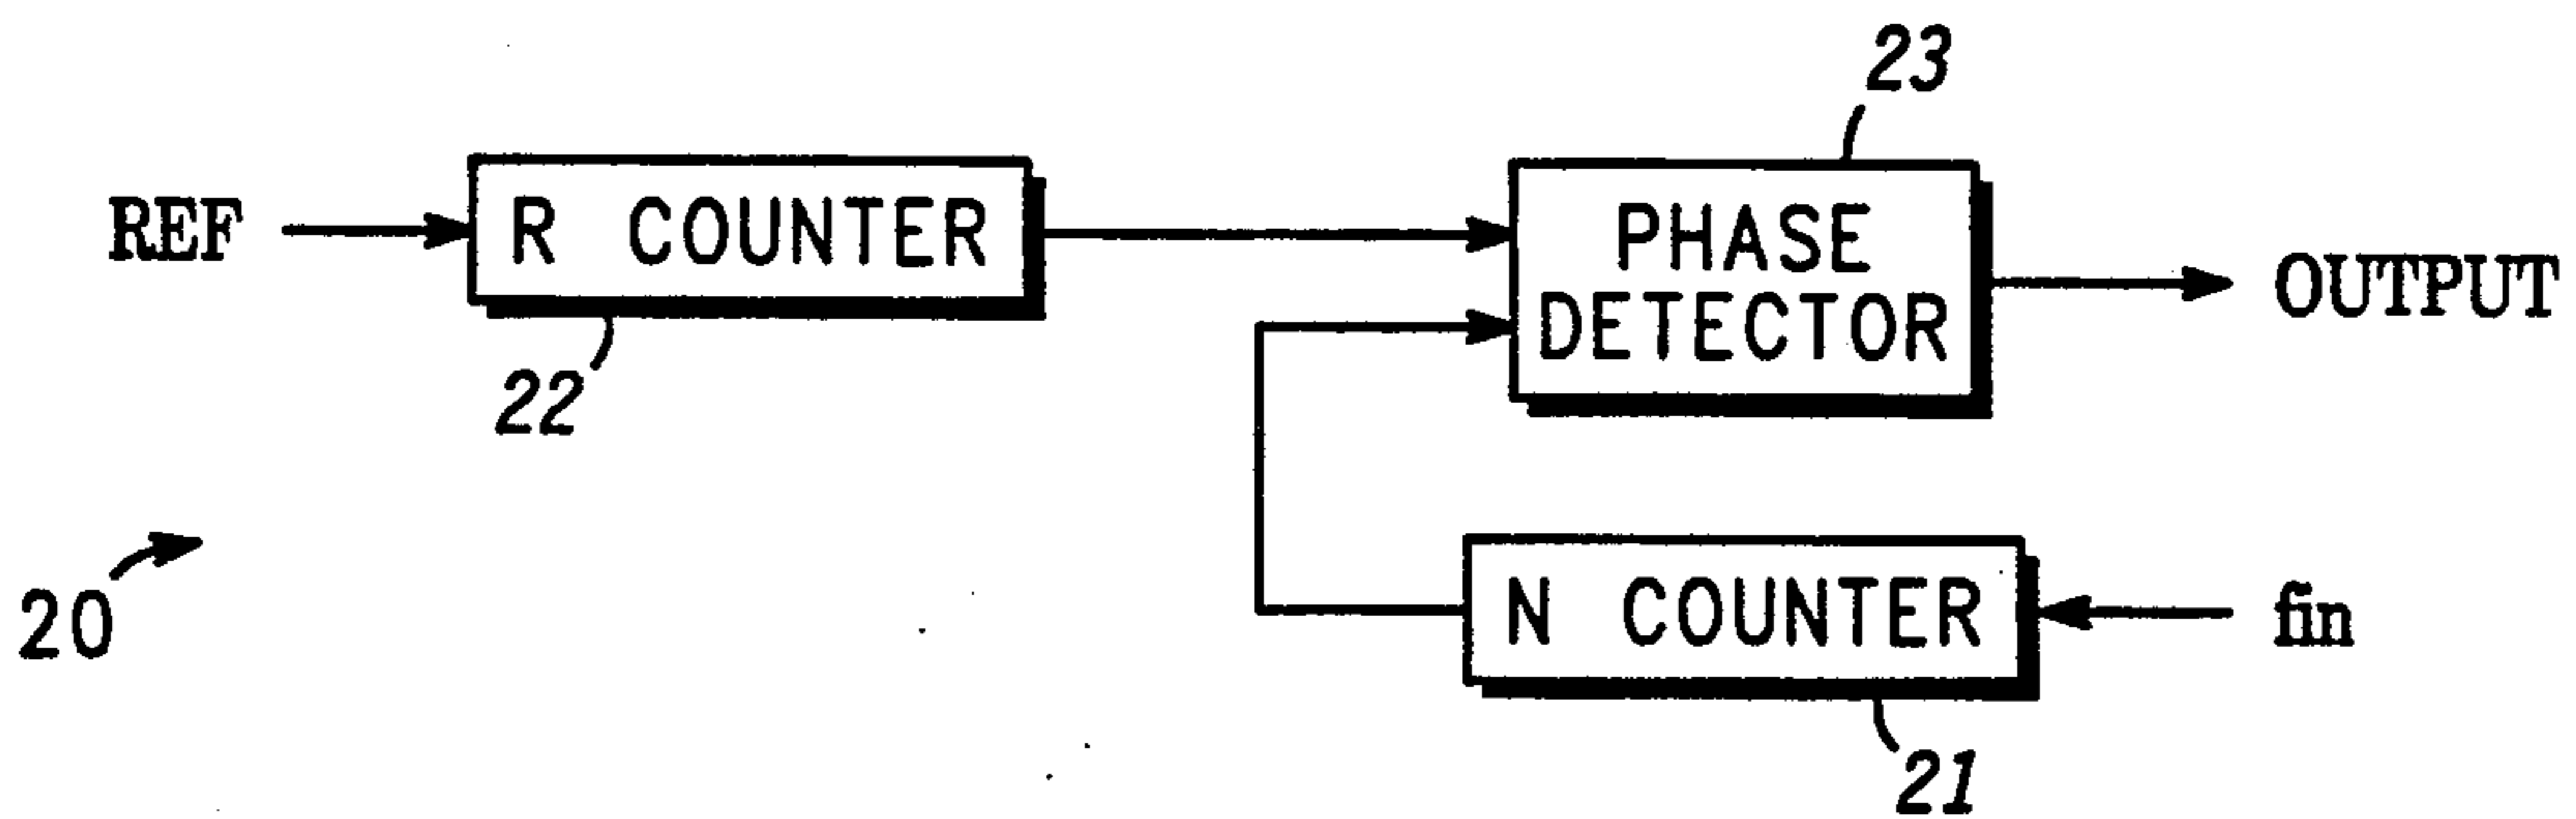 23
REF
R COUNTER
PHASE
DETECTOR
OUTPUT
22
20
N COUNTER
fin
21